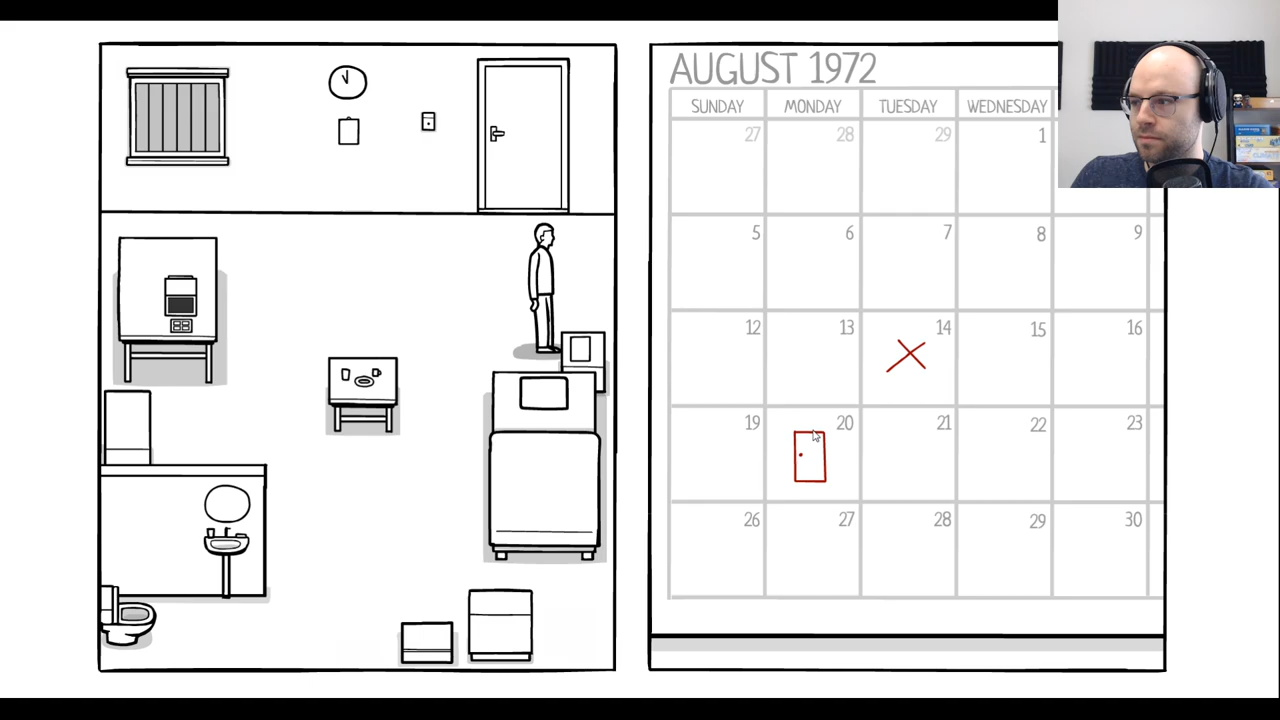 AUGUST 1972
SUNDAY MONDAY TUESDAY WEDNESDAY
27 28 29 1
5 6 7 8 9
12 13 14 15 16
19 20 21 22 23
26 27 28 29 30